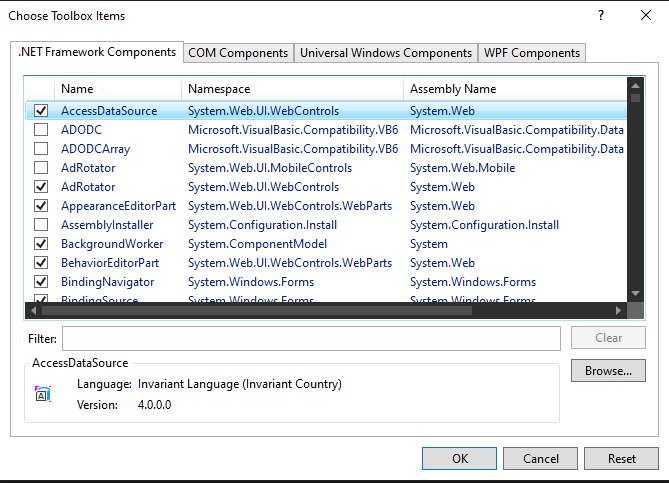 Choose Toolbox Items ?
.NET Framework Components COM Components Universal Windows Components WPF Components
Name Namespace Assembly Name
AccessDataSource System.Web.UI.WebControls System.Web
ADODC Microsoft.VisualBasic.Compatibility.VB6 Microsoft.VisualBasic.Compatibility.Data
ADODCArray Microsoft.VisualBasic.Compatibility.VB6 Microsoft.VisualBasic.Compatibility.Data
AdRotator System.Web.UI.MobileControls System.Web.Mobile
AdRotator System.Web.UI.WebControls System.Web
AppearanceEditorPart System.Web.UI.WebControls.WebParts System.Web
AssemblyInstaller System.Configuration.Install System.Configuration.Install
BackgroundWorker System.ComponentModel System
BehaviorEditorPart System.Web.UI.WebControls.WebParts System.Web
BindingNavigator System.Windows.Forms System.Windows.Forms
BindingSource System.Windows.Forms System.Windows.Forms
Filter: Clear
AccessDataSource Browse...
Language: Invariant Language (Invariant Country)
Version: 4.0.0.0
OK Cancel Reset